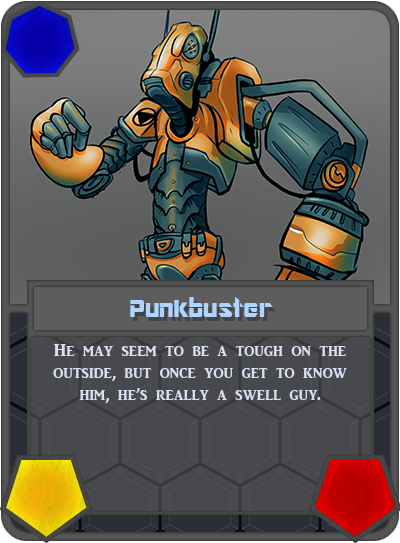 Punkbuster
He may seem to be a tough on the
outside, but once you get to know
him, he's really a swell guy.